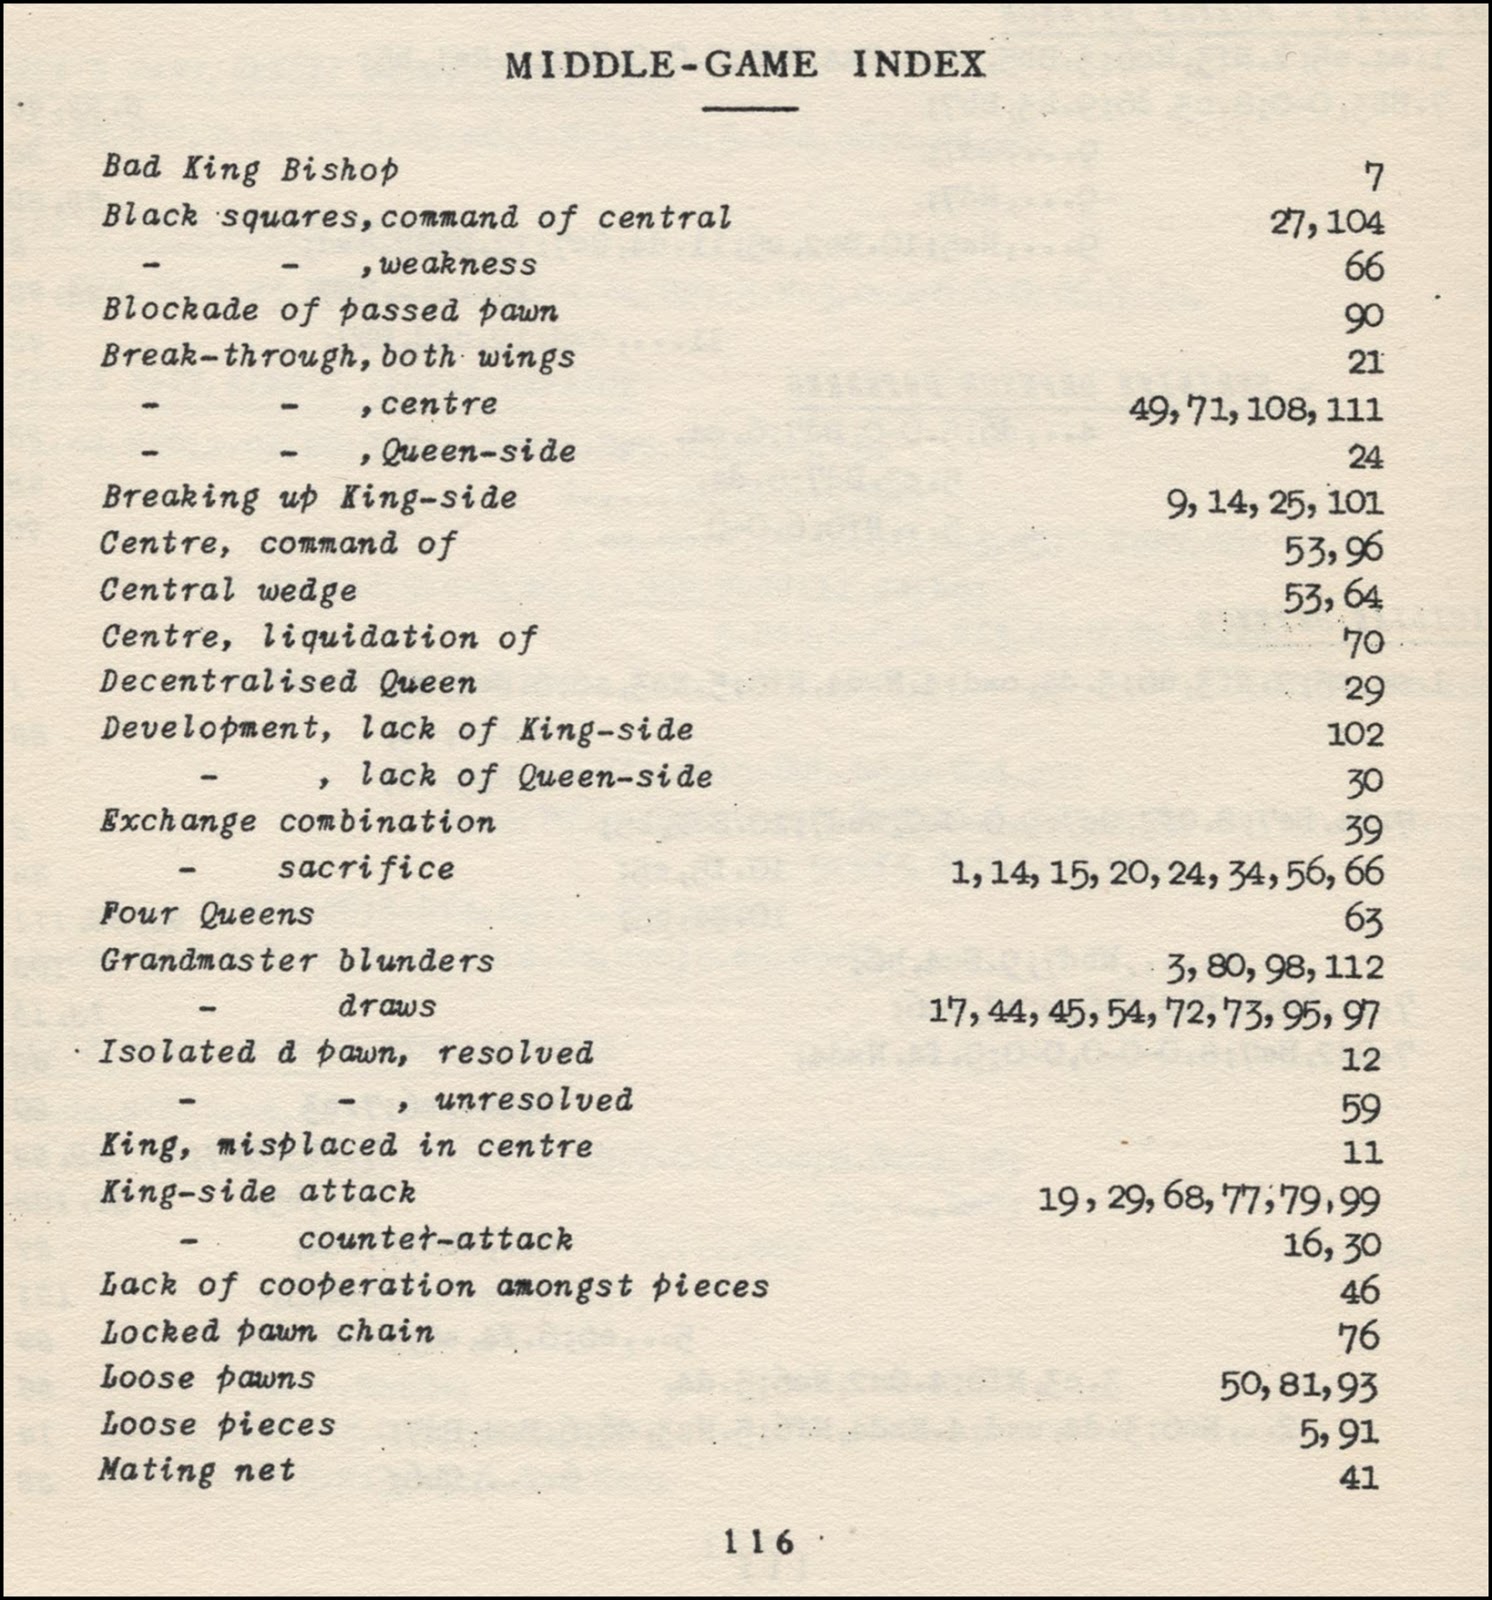 MIDDLE-GAME INDEX
Bad King Bishop 7
Black squares, command of central 27, 104
- - , weakness 66
Blockade of passed pawn 90
Break-through, both wings 21
- - , centre 49, 71, 108, 111
- - , Queen-side 24
Breaking up King-side 9, 14, 25, 101
Centre, command of 53, 96
Central wedge 53, 64
Centre, liquidation of 70
Decentralised Queen 29
Development, lack of King-side 102
- , lack of Queen-side 30
Exchange combination 39
- sacrifice 1, 14, 15, 20, 24, 34, 56, 66
Four Queens 63
Grandmaster blunders 3, 80, 98, 112
- draws 17, 44, 45, 54, 72, 73, 95, 97
Isolated d pawn, resolved 12
- - , unresolved 59
King, misplaced in centre 11
King-side attack 19, 29, 68, 77, 79, 99
- counter-attack 16, 30
Lack of cooperation amongst pieces 46
Locked pawn chain 76
Loose pawns 50, 81, 93
Loose pieces 5, 91
Mating net 41
116